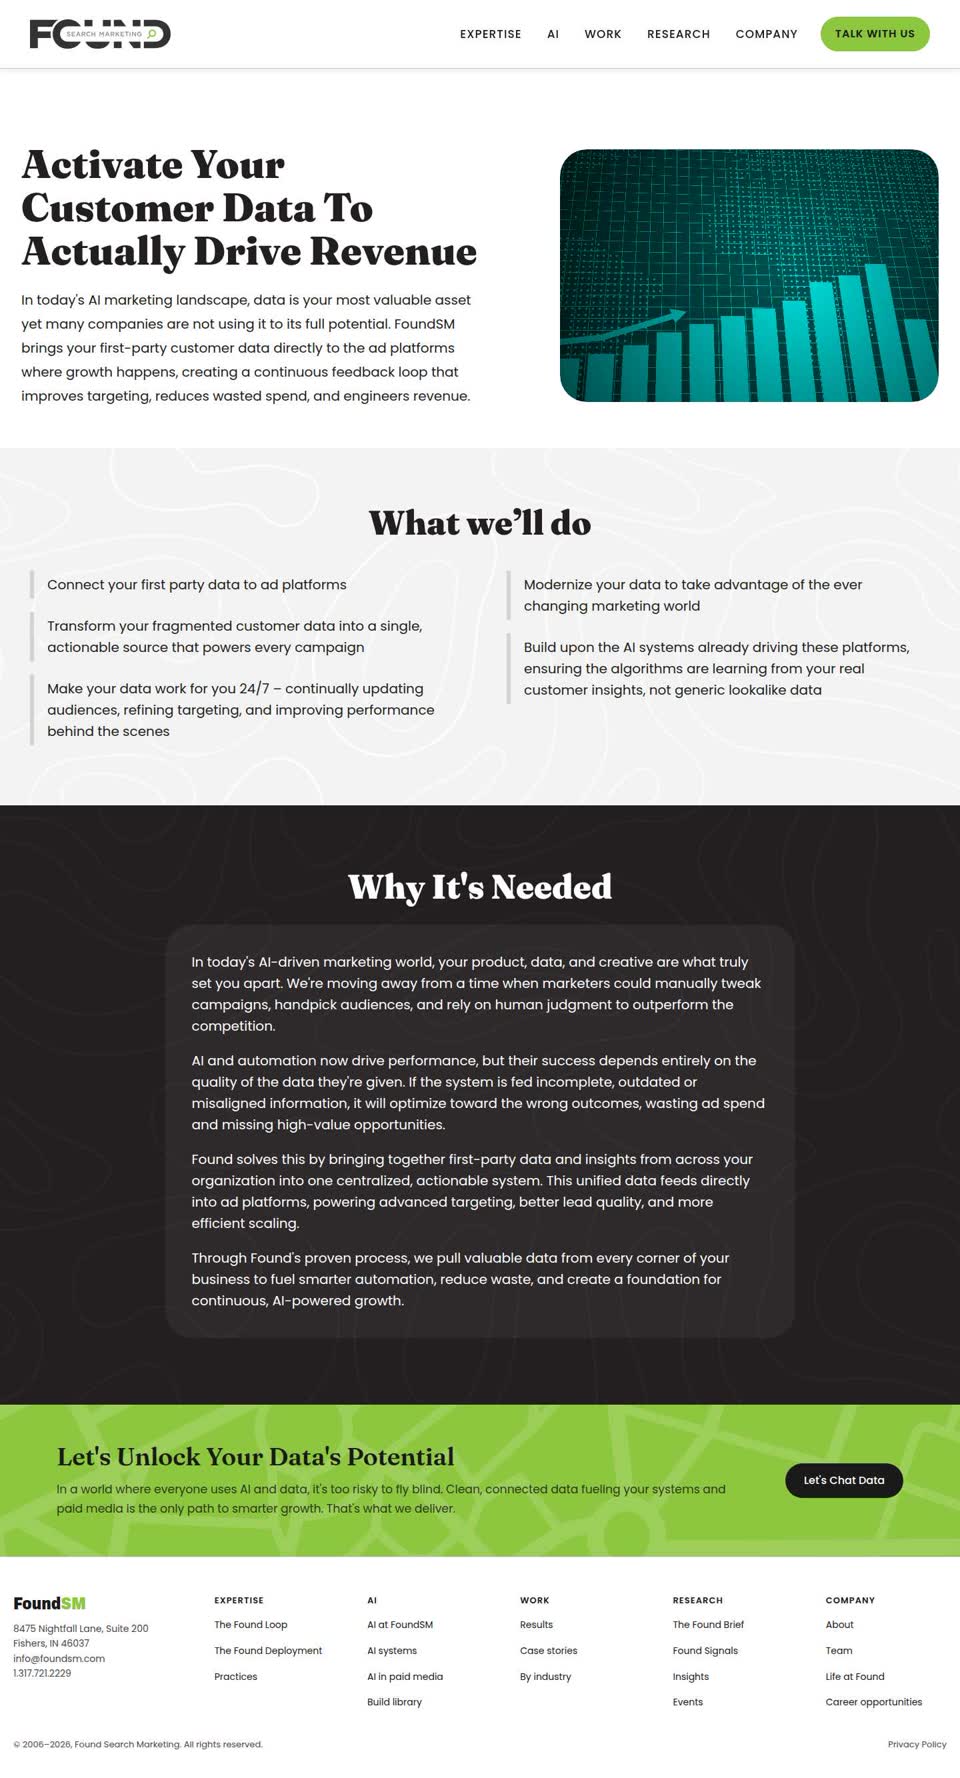 FOUND
SEARCH MARKETING
EXPERTISE
AI
WORK
RESEARCH
COMPANY
TALK WITH US
Activate Your
Customer Data To
Actually Drive Revenue
In today's AI marketing landscape, data is your most valuable asset
yet many companies are not using it to its full potential. FoundSM
brings your first-party customer data directly to the ad platforms
where growth happens, creating a continuous feedback loop that
improves targeting, reduces wasted spend, and engineers revenue.
What we’ll do
Connect your first party data to ad platforms
Transform your fragmented customer data into a single,
actionable source that powers every campaign
Make your data work for you 24/7 – continually updating
audiences, refining targeting, and improving performance
behind the scenes
Modernize your data to take advantage of the ever
changing marketing world
Build upon the AI systems already driving these platforms,
ensuring the algorithms are learning from your real
customer insights, not generic lookalike data
Why It's Needed
In today's AI-driven marketing world, your product, data, and creative are what truly
set you apart. We're moving away from a time when marketers could manually tweak
campaigns, handpick audiences, and rely on human judgment to outperform the
competition.
AI and automation now drive performance, but their success depends entirely on the
quality of the data they're given. If the system is fed incomplete, outdated or
misaligned information, it will optimize toward the wrong outcomes, wasting ad spend
and missing high-value opportunities.
Found solves this by bringing together first-party data and insights from across your
organization into one centralized, actionable system. This unified data feeds directly
into ad platforms, powering advanced targeting, better lead quality, and more
efficient scaling.
Through Found's proven process, we pull valuable data from every corner of your
business to fuel smarter automation, reduce waste, and create a foundation for
continuous, AI-powered growth.
Let's Unlock Your Data's Potential
In a world where everyone uses AI and data, it's too risky to fly blind. Clean, connected data fueling your systems and
paid media is the only path to smarter growth. That's what we deliver.
Let's Chat Data
FoundSM
8475 Nightfall Lane, Suite 200
Fishers, IN 46037
info@foundsm.com
1.317.721.2229
EXPERTISE
The Found Loop
The Found Deployment
Practices
AI
AI at FoundSM
AI systems
AI in paid media
Build library
WORK
Results
Case stories
By industry
RESEARCH
The Found Brief
Found Signals
Insights
Events
COMPANY
About
Team
Life at Found
Career opportunities
© 2006–2026, Found Search Marketing. All rights reserved.
Privacy Policy